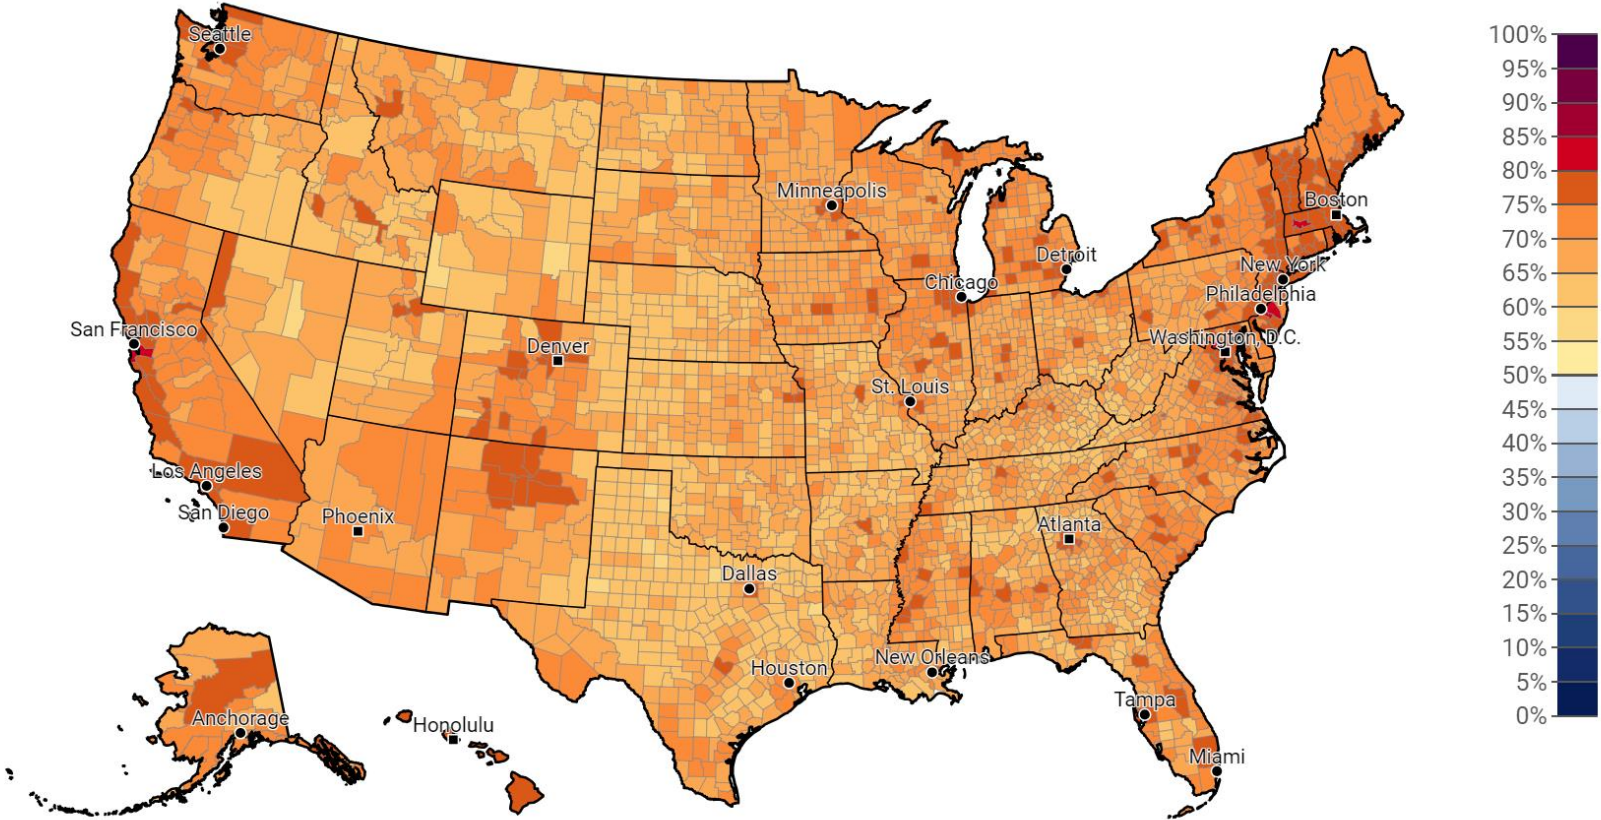 Seattle
Minneapolis
Boston
Detroit
New York
Chicago
Philadelphia
San Francisco
Washington, D.C.
Denver
St. Louis
Los Angeles
San Diego
Phoenix
Atlanta
Dallas
New Orleans
Houston
Tampa
Anchorage
Honolulu
Miami
100%
95%
90%
85%
80%
75%
70%
65%
60%
55%
50%
45%
40%
35%
30%
25%
20%
15%
10%
5%
0%